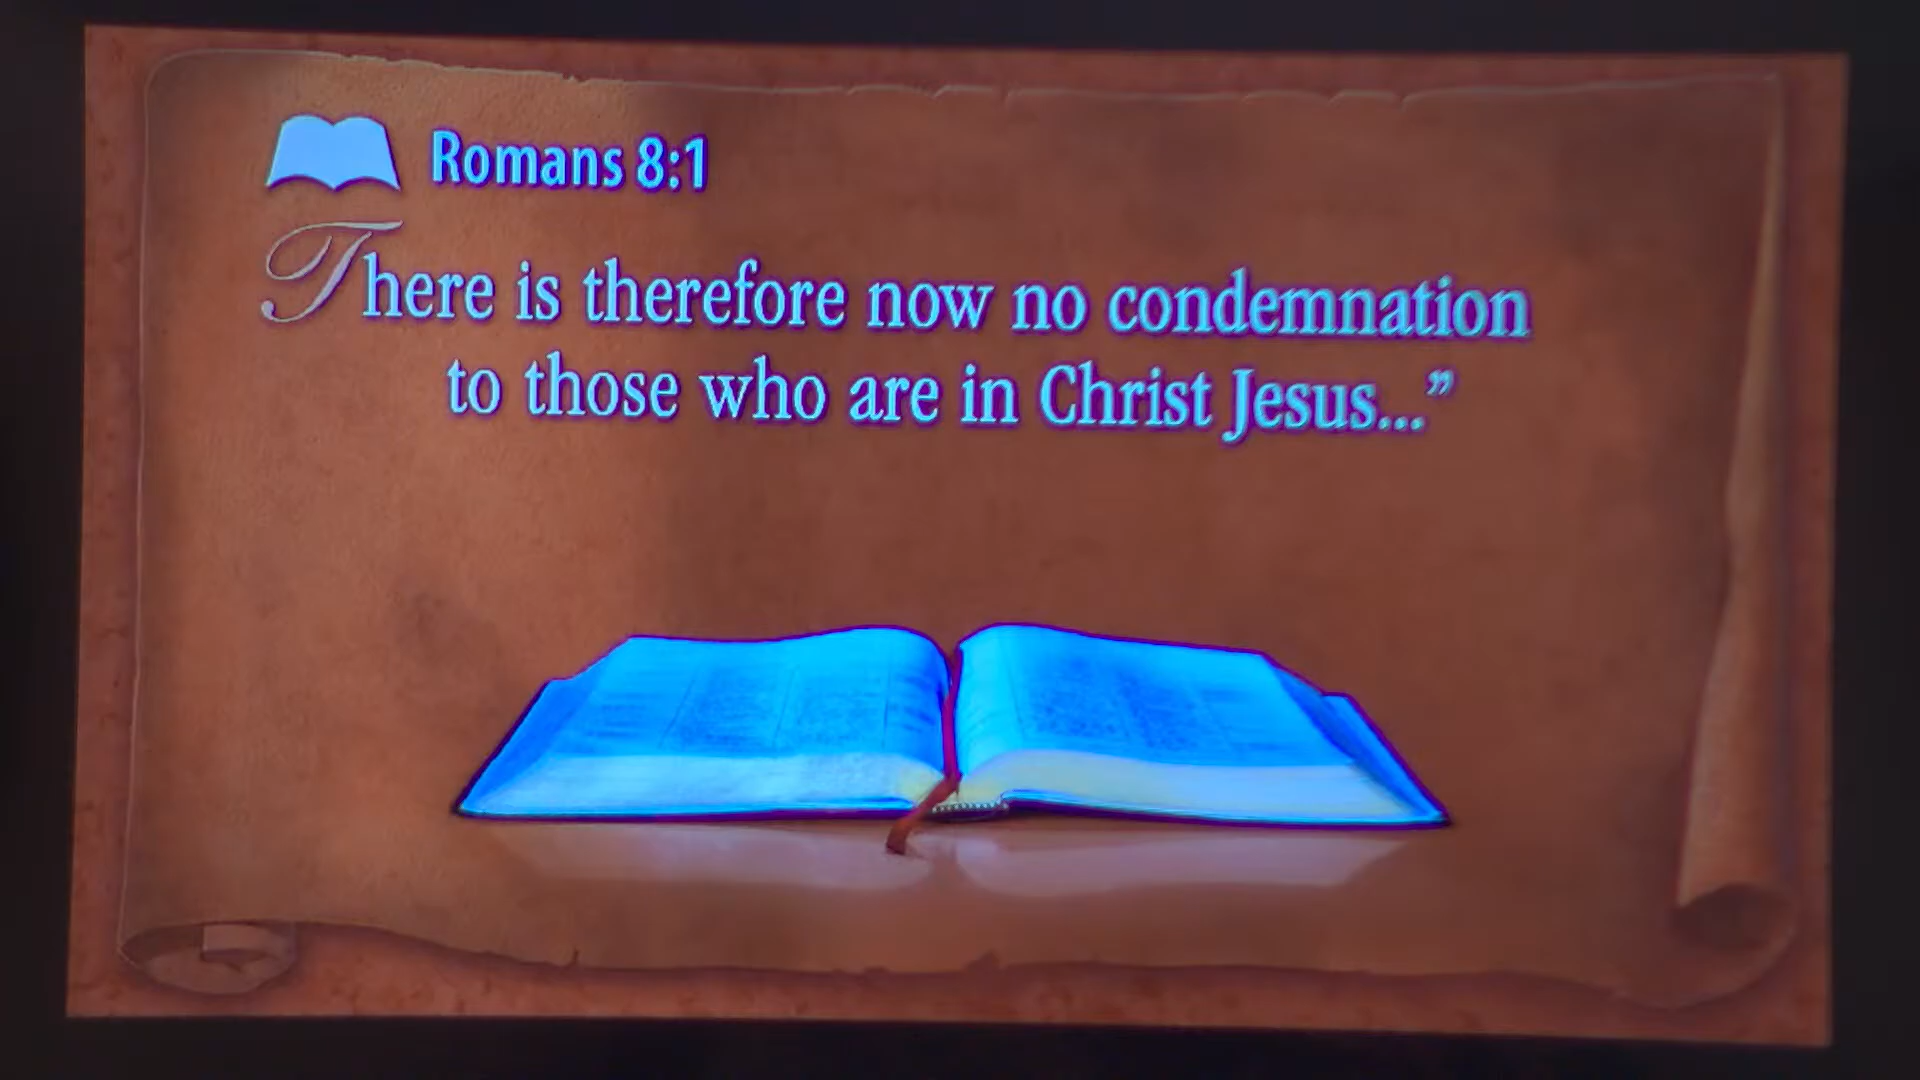 Romans 8:1
There is therefore now no condemnation
to those who are in Christ Jesus...”